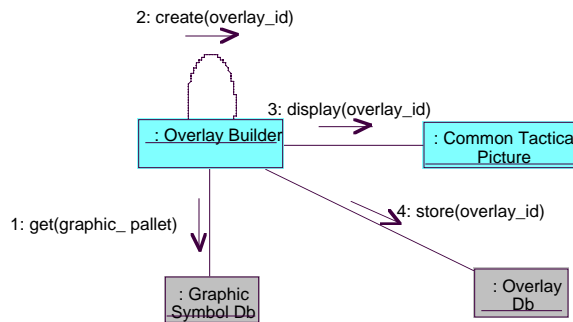 2: create(overlay_id)
3: display(overlay_id)
: Overlay Builder
: Common Tactica
Picture
1: get(graphic_ pallet)
4: store(overlay_id)
: Graphic
Symbol Db
: Overlay
Db